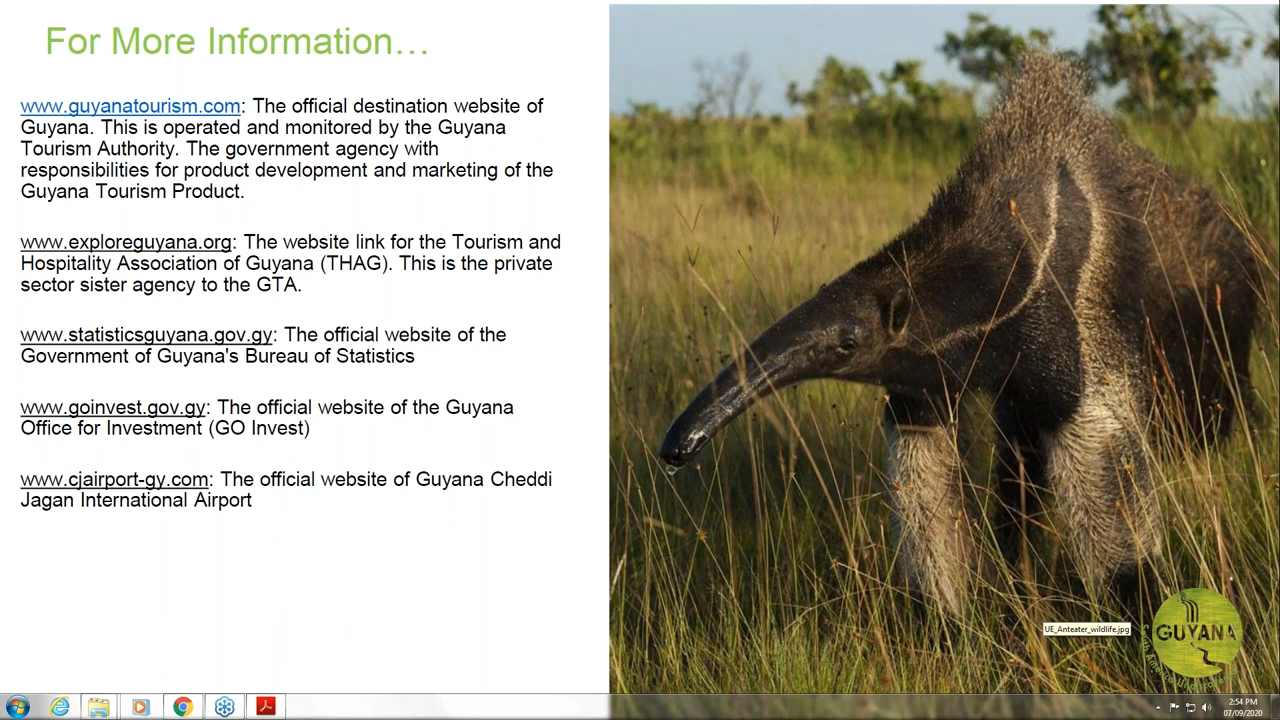 For More Information…
www.guyanatourism.com: The official destination website of
Guyana. This is operated and monitored by the Guyana
Tourism Authority. The government agency with
responsibilities for product development and marketing of the
Guyana Tourism Product.
www.exploreguyana.org: The website link for the Tourism and
Hospitality Association of Guyana (THAG). This is the private
sector sister agency to the GTA.
www.statisticsguyana.gov.gy: The official website of the
Government of Guyana's Bureau of Statistics
www.goinvest.gov.gy: The official website of the Guyana
Office for Investment (GO Invest)
www.cjairport-gy.com: The official website of Guyana Cheddi
Jagan International Airport
UE_Anteater_wildlife.jpg
GUYANA
South America
2:54 PM
07/09/2020